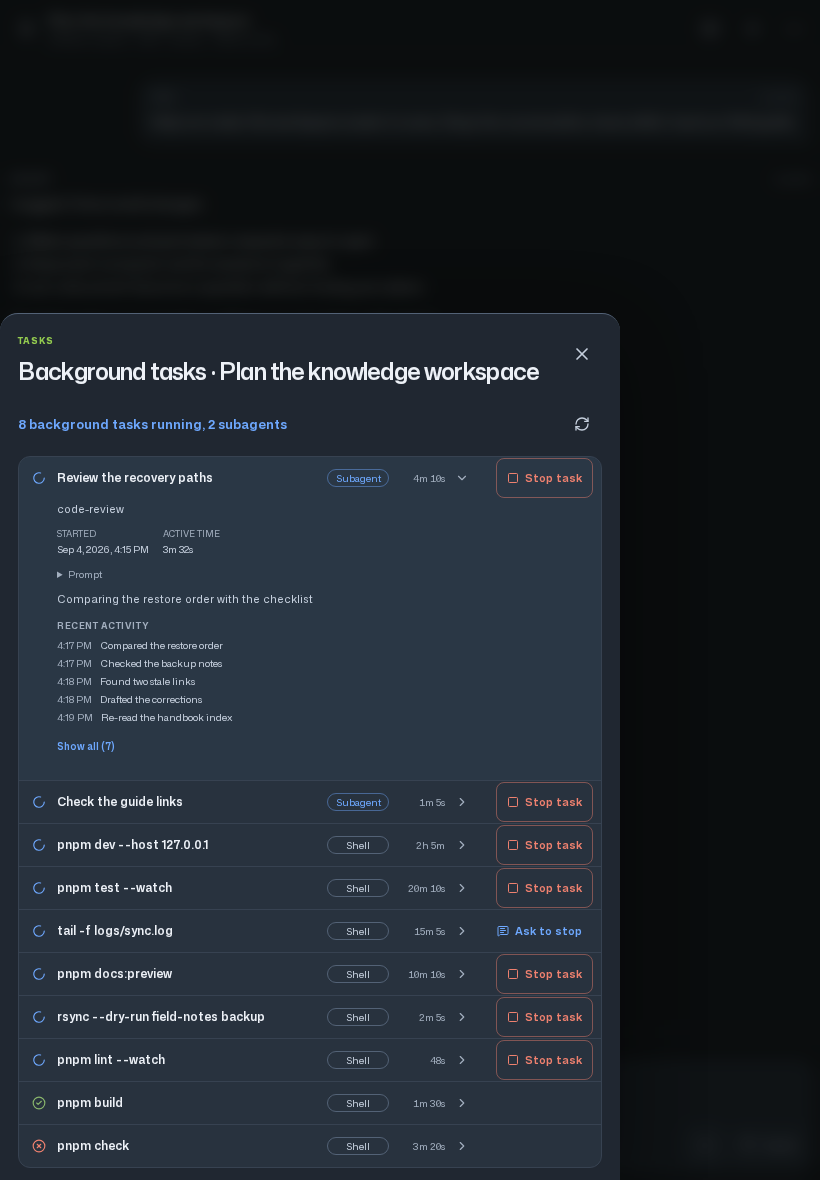 TASKS
Background tasks · Plan the knowledge workspace
8 background tasks running, 2 subagents
Review the recovery paths Subagent 4m 10s Stop task
code-review
STARTED ACTIVE TIME
Sep 4, 2026, 4:15 PM 3m 32s
Prompt
Comparing the restore order with the checklist
RECENT ACTIVITY
4:17 PM Compared the restore order
4:17 PM Checked the backup notes
4:18 PM Found two stale links
4:18 PM Drafted the corrections
4:19 PM Re-read the handbook index
Show all (7)
Check the guide links Subagent 1m 5s Stop task
pnpm dev --host 127.0.0.1 Shell 2h 5m Stop task
pnpm test --watch Shell 20m 10s Stop task
tail -f logs/sync.log Shell 15m 5s Ask to stop
pnpm docs:preview Shell 10m 10s Stop task
rsync --dry-run field-notes backup Shell 2m 5s Stop task
pnpm lint --watch Shell 48s Stop task
pnpm build Shell 1m 30s
pnpm check Shell 3m 20s